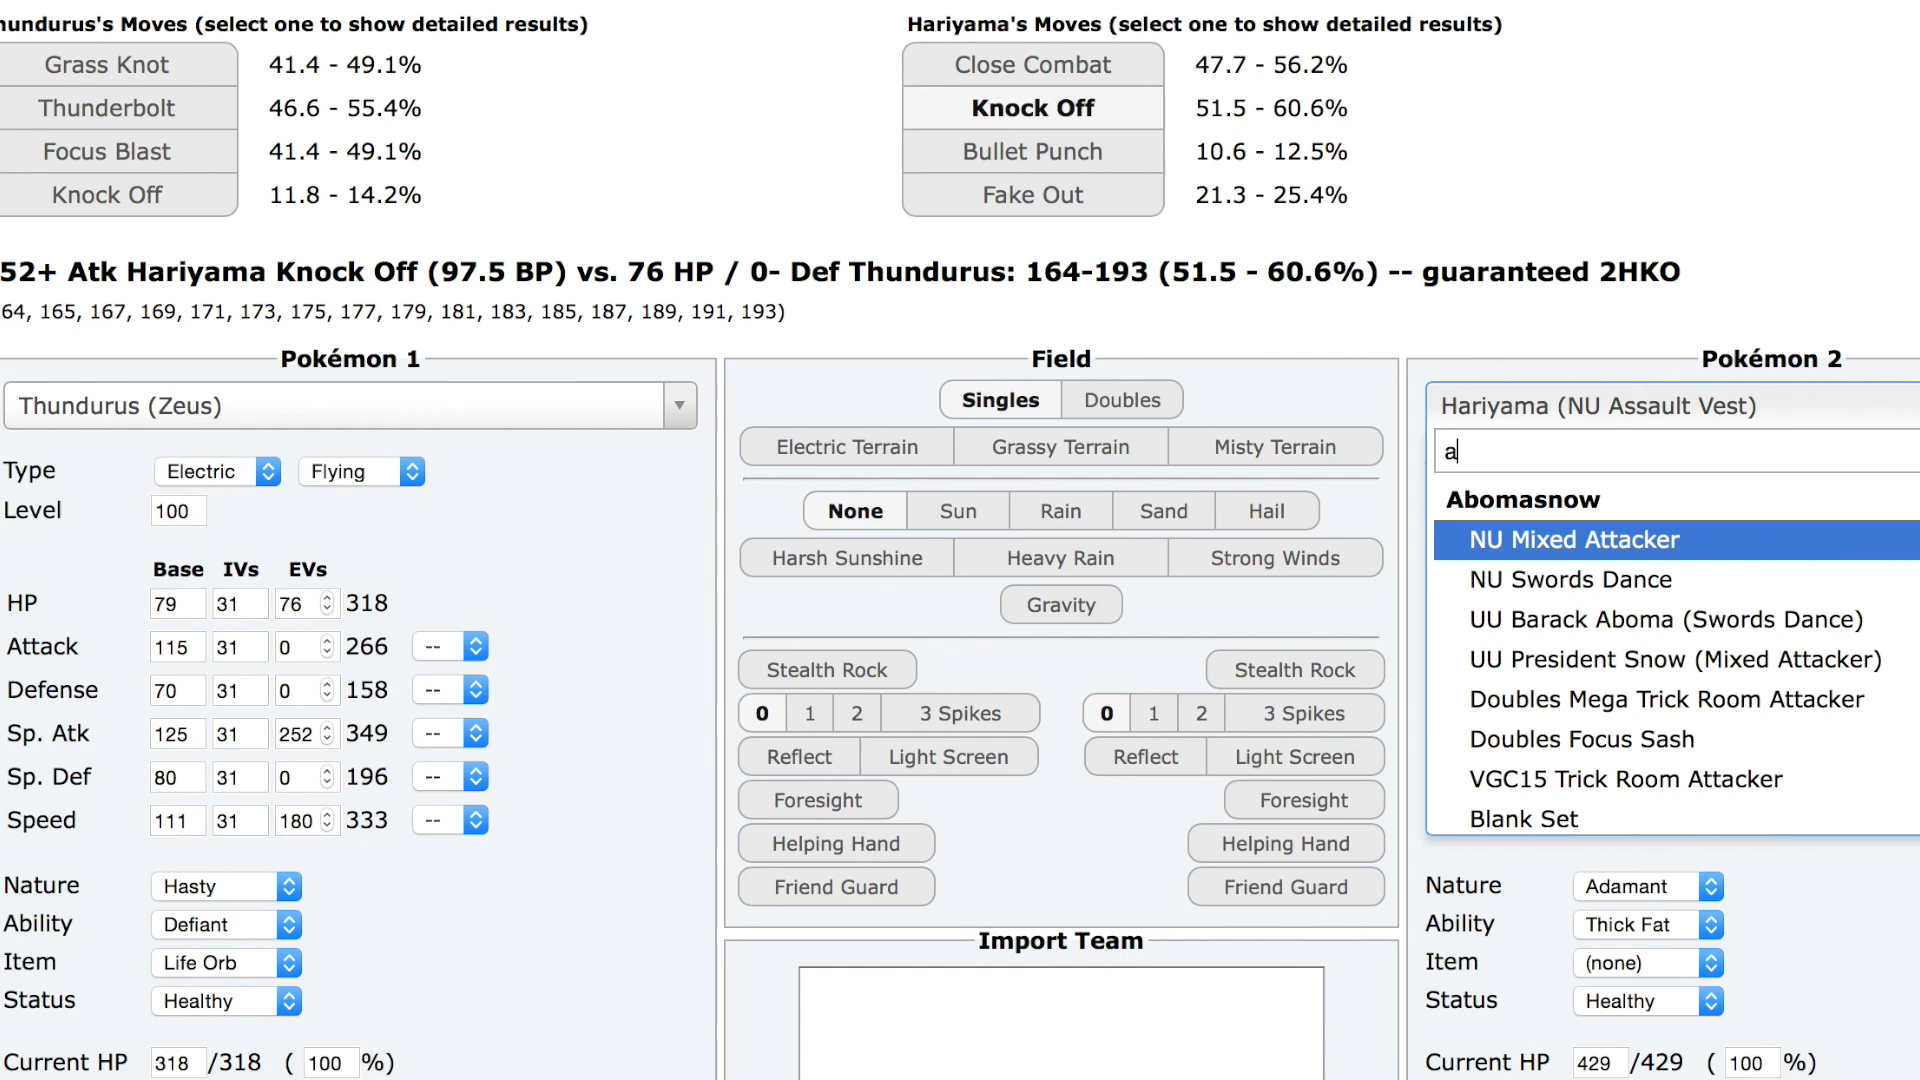 hundurus's Moves (select one to show detailed results)
Grass Knot 41.4 - 49.1%
Thunderbolt 46.6 - 55.4%
Focus Blast 41.4 - 49.1%
Knock Off 11.8 - 14.2%
Hariyama's Moves (select one to show detailed results)
Close Combat 47.7 - 56.2%
Knock Off 51.5 - 60.6%
Bullet Punch 10.6 - 12.5%
Fake Out 21.3 - 25.4%
52+ Atk Hariyama Knock Off (97.5 BP) vs. 76 HP / 0- Def Thundurus: 164-193 (51.5 - 60.6%) -- guaranteed 2HKO
64, 165, 167, 169, 171, 173, 175, 177, 179, 181, 183, 185, 187, 189, 191, 193)
Pokémon 1
Thundurus (Zeus)
Type Electric Flying
Level 100
Base IVs EVs
HP 79 31 76 318
Attack 115 31 0 266 --
Defense 70 31 0 158 --
Sp. Atk 125 31 252 349 --
Sp. Def 80 31 0 196 --
Speed 111 31 180 333 --
Nature Hasty
Ability Defiant
Item Life Orb
Status Healthy
Current HP 318 /318 ( 100 %)
Field
Singles Doubles
Electric Terrain Grassy Terrain Misty Terrain
None Sun Rain Sand Hail
Harsh Sunshine Heavy Rain Strong Winds
Gravity
Stealth Rock Stealth Rock
0 1 2 3 Spikes 0 1 2 3 Spikes
Reflect Light Screen Reflect Light Screen
Foresight Foresight
Helping Hand Helping Hand
Friend Guard Friend Guard
Import Team
Pokémon 2
Hariyama (NU Assault Vest)
a
Abomasnow
NU Mixed Attacker
NU Swords Dance
UU Barack Aboma (Swords Dance)
UU President Snow (Mixed Attacker)
Doubles Mega Trick Room Attacker
Doubles Focus Sash
VGC15 Trick Room Attacker
Blank Set
Nature Adamant
Ability Thick Fat
Item (none)
Status Healthy
Current HP 429 /429 ( 100 %)